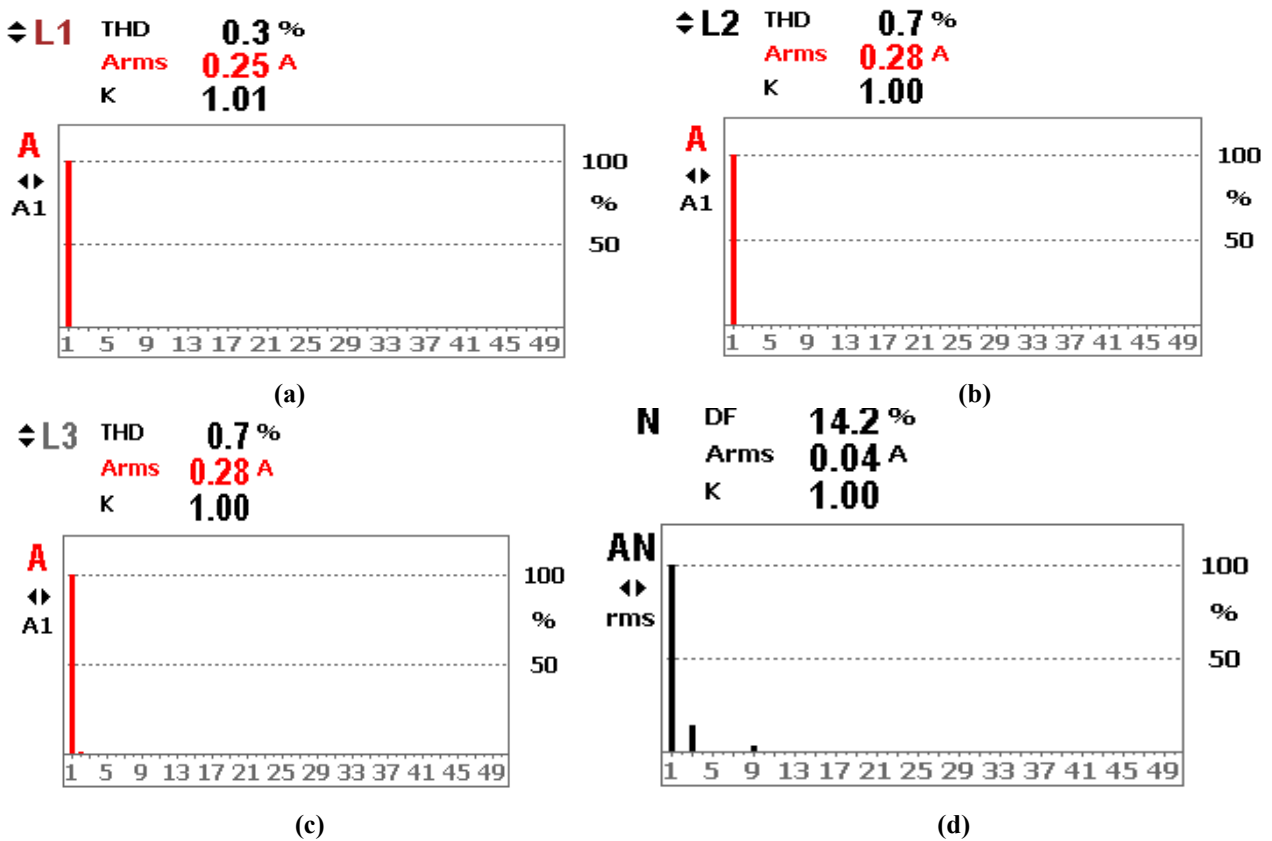 L1 THD 0.3 %
Arms 0.25 A
K 1.01
A
A1
100
%
50
1 5 9 13 17 21 25 29 33 37 41 45 49
(a)
L2 THD 0.7 %
Arms 0.28 A
K 1.00
A
A1
100
%
50
1 5 9 13 17 21 25 29 33 37 41 45 49
(b)
L3 THD 0.7 %
Arms 0.28 A
K 1.00
A
A1
100
%
50
1 5 9 13 17 21 25 29 33 37 41 45 49
(c)
N DF 14.2 %
Arms 0.04 A
K 1.00
AN
rms
100
%
50
1 5 9 13 17 21 25 29 33 37 41 45 49
(d)